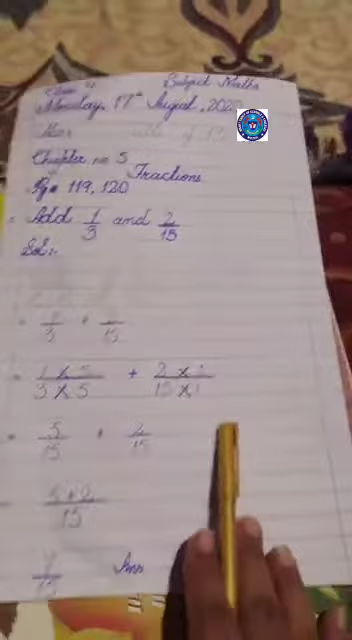 Subject Maths
Monday, 17th August, 202
Chapter no 5
Fractions
Pg# 119, 120
Add 1/3 and 2/15
Sol:-
= 1/3 + /15
= 1 x 5/3 x 5 + 2 x 1/15 x 1
= 5/15 + 2/15
5+2/15
7/15 Ans